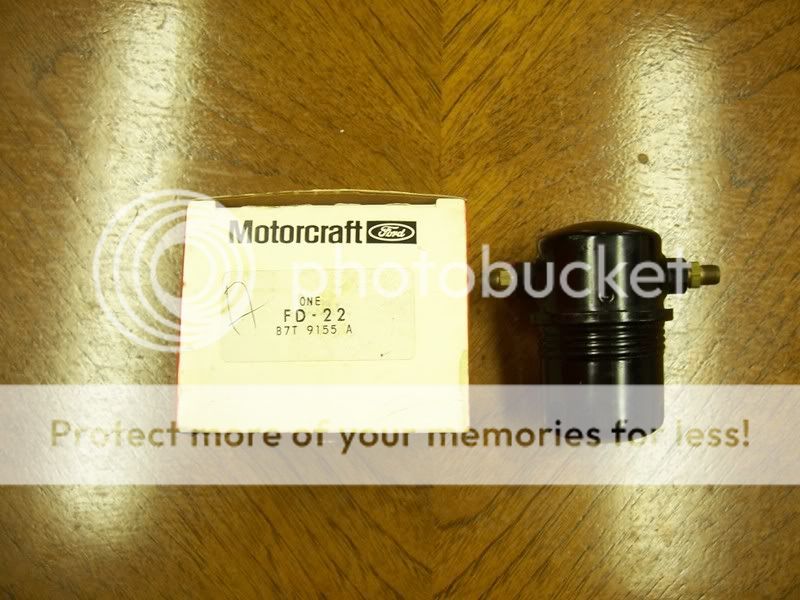 Motorcraft Ford
ONE
FD-22
B7T 9155 A
photobucket
Protect more of your memories for less!